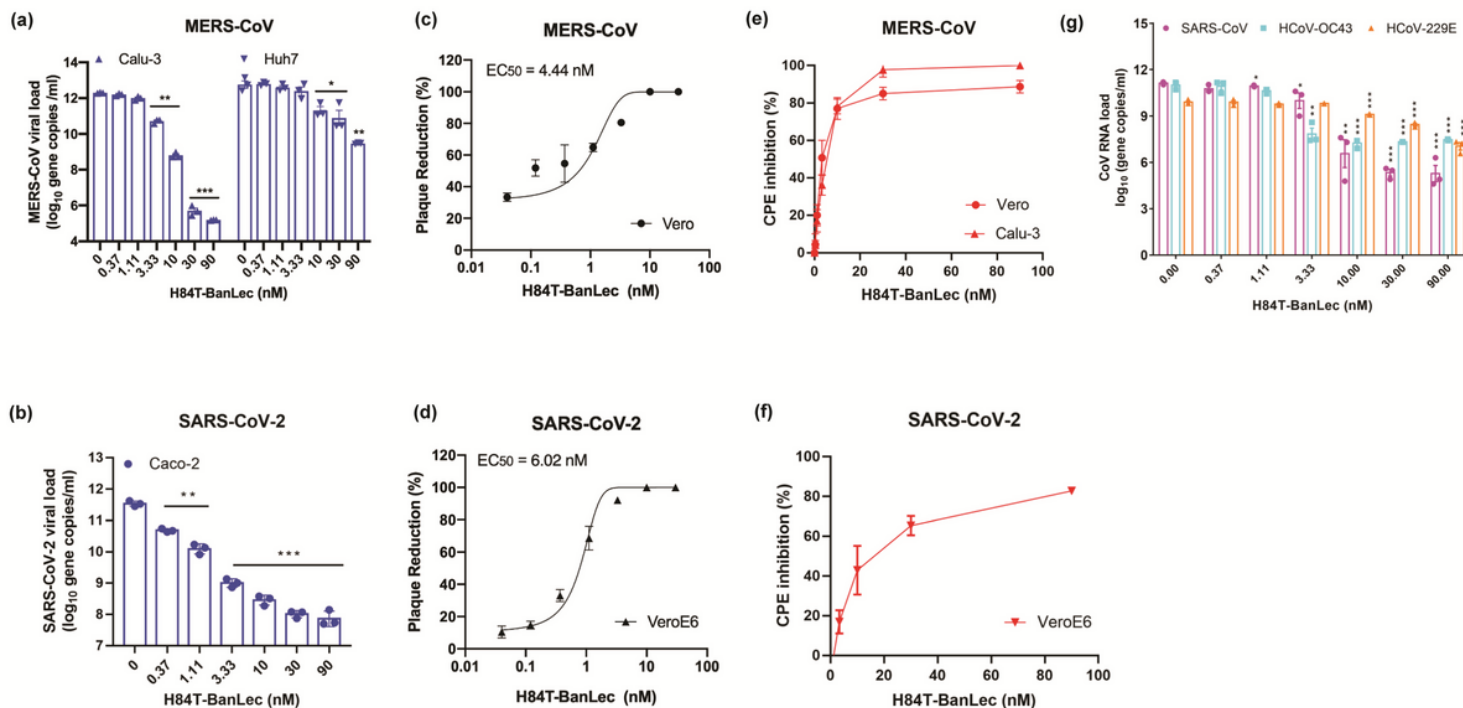 (a)
MERS-CoV
Calu-3
Huh7
MERS-CoV viral load
(log10 gene copies /ml)
14
12
10
8
6
4
**
***
*
**
0 0.37 1.11 3.33 10 30 90 0 0.37 1.11 3.33 10 30 90
H84T-BanLec (nM)
(c)
MERS-CoV
EC50 = 4.44 nM
Plaque Reduction (%)
120
100
80
60
40
20
0
Vero
0.01 0.1 1 10 100
H84T-BanLec (nM)
(e)
MERS-CoV
CPE inhibition (%)
100
80
60
40
20
0
Vero
Calu-3
0 20 40 60 80 100
H84T-BanLec (nM)
(g)
SARS-CoV HCoV-OC43 HCoV-229E
CoV RNA load
log10 (gene copies/ml)
15
12
9
6
3
0
0.00 0.37 1.11 3.33 10.00 30.00 90.00
H84T-BanLec (nM)
(b)
SARS-CoV-2
Caco-2
SARS-CoV-2 viral load
(log10 gene copies/ml)
13
12
11
10
9
8
7
**
***
0 0.37 1.11 3.33 10 30 90
H84T-BanLec (nM)
(d)
SARS-CoV-2
EC50 = 6.02 nM
Plaque Reduction (%)
120
100
80
60
40
20
0
VeroE6
0.01 0.1 1 10 100
H84T-BanLec (nM)
(f)
SARS-CoV-2
CPE inhibition (%)
100
80
60
40
20
0
VeroE6
0 20 40 60 80 100
H84T-BanLec (nM)